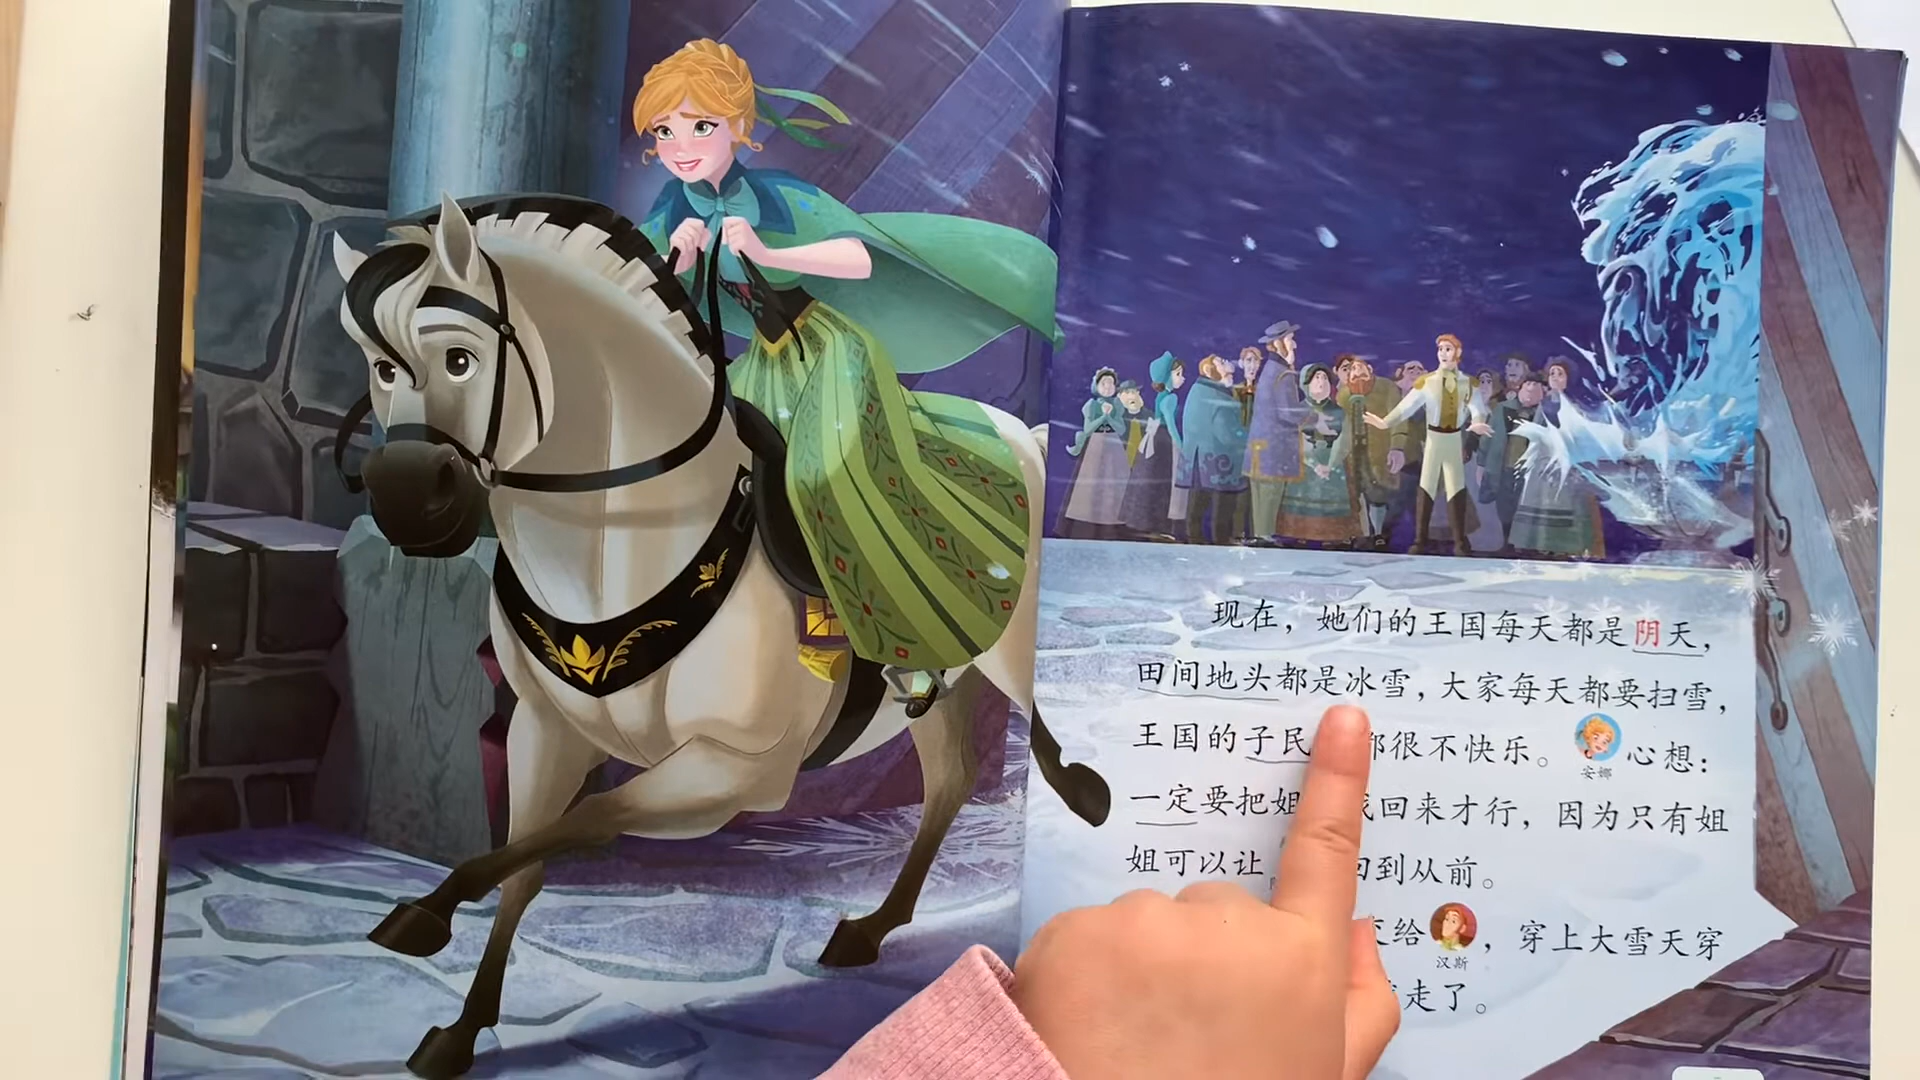 现在，她们的王国每天都是阴天，
田间地头都是冰雪，大家每天都要扫雪，
王国的子民都很不快乐。安娜心想：
一定要把姐回来才行，因为只有姐
姐可以让回到从前。
给汉斯，穿上大雪天穿
走了。